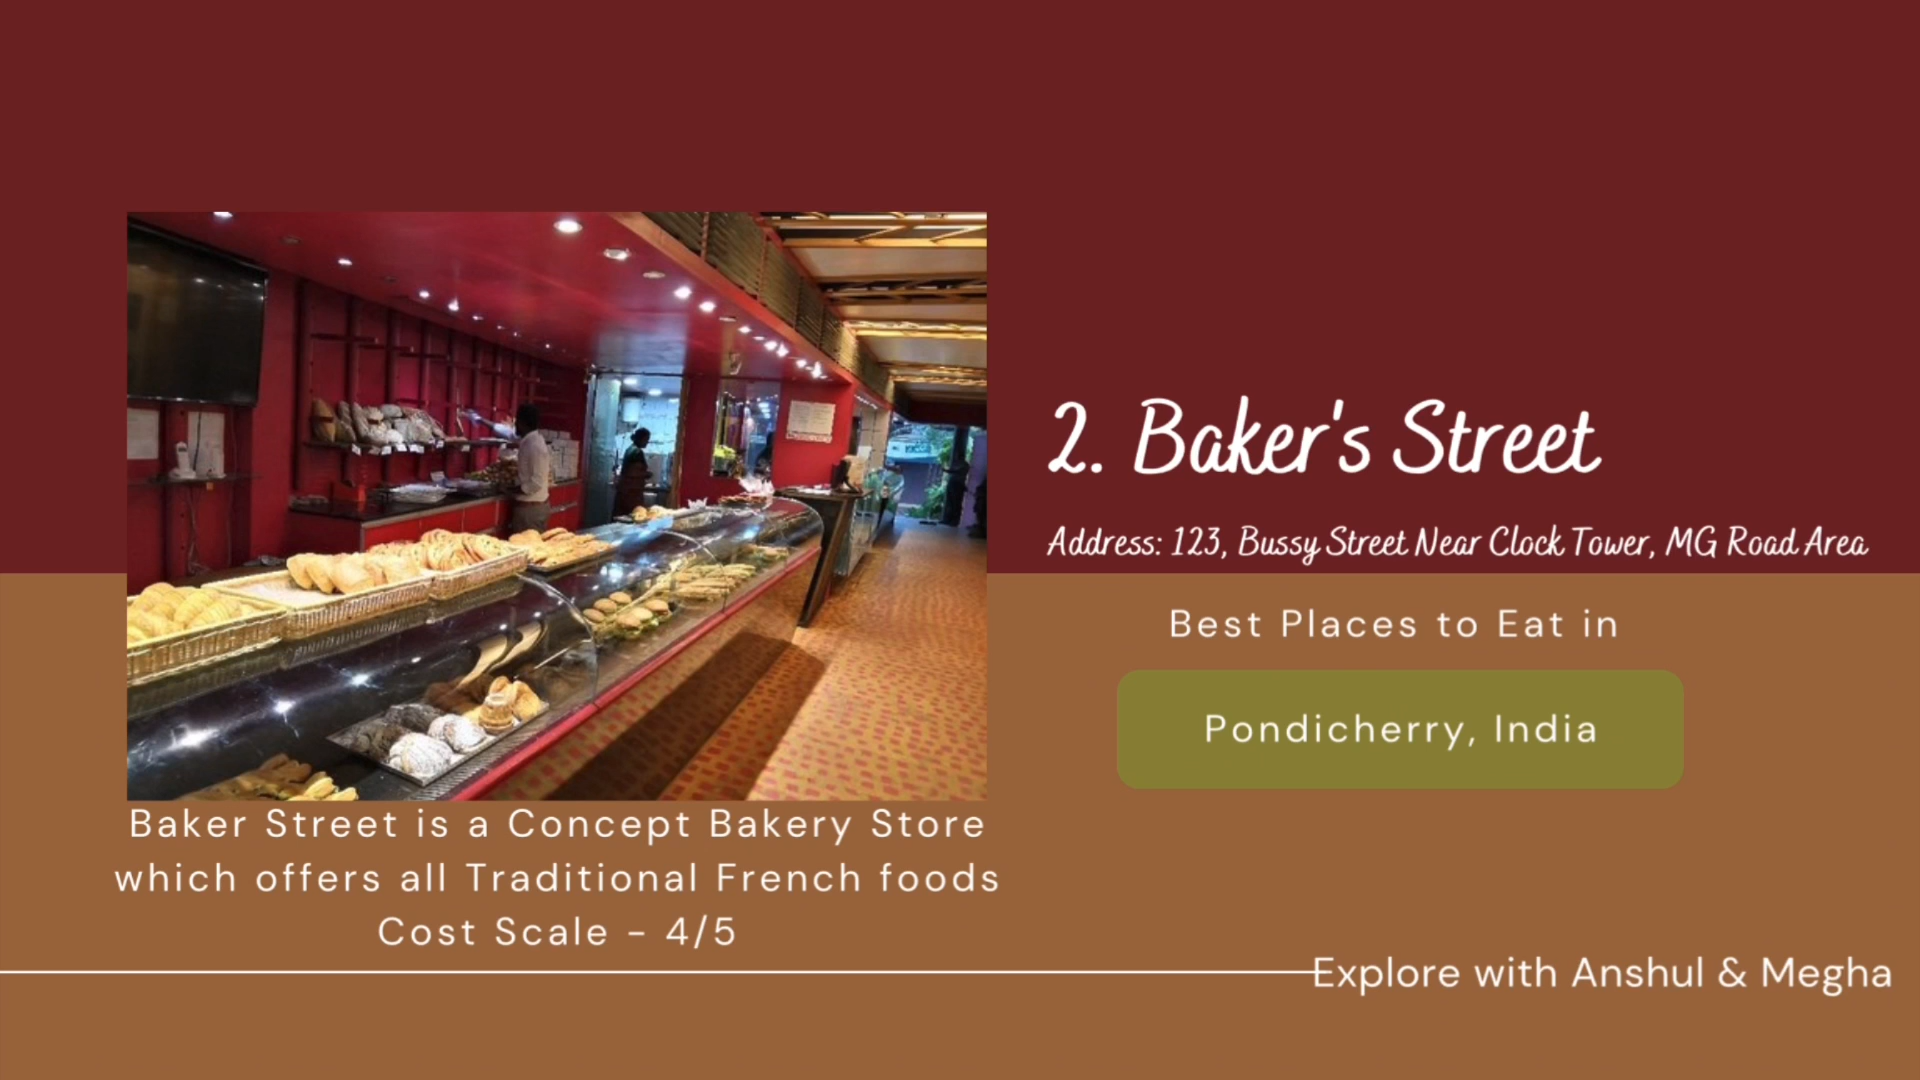 2. Baker's Street
Address: 123, Bussy Street Near Clock Tower, MG Road Area
Best Places to Eat in
Pondicherry, India
Baker Street is a Concept Bakery Store
which offers all Traditional French foods
Cost Scale - 4/5
Explore with Anshul & Megha